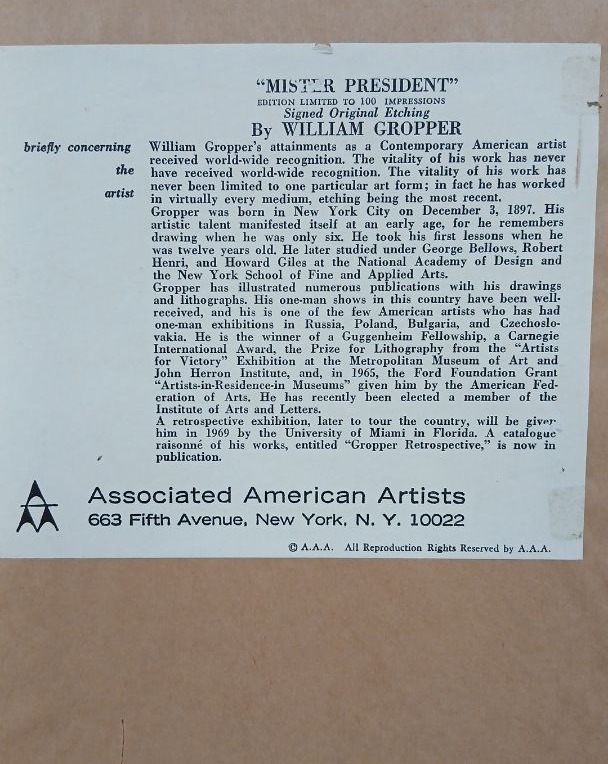 “MISTER PRESIDENT”
EDITION LIMITED TO 100 IMPRESSIONS
Signed Original Etching
By WILLIAM GROPPER
briefly concerning
the
artist
William Gropper's attainments as a Contemporary American artist
received world-wide recognition. The vitality of his work has never
have received world-wide recognition. The vitality of his work has
never been limited to one particular art form; in fact he has worked
in virtually every medium, etching being the most recent.
Gropper was born in New York City on December 3, 1897. His
artistic talent manifested itself at an early age, for he remembers
drawing when he was only six. He took his first lessons when he
was twelve years old. He later studied under George Bellows, Robert
Henri, and Howard Giles at the National Academy of Design and
the New York School of Fine and Applied Arts.
Gropper has illustrated numerous publications with his drawings
and lithographs. His one-man shows in this country have been well-
received, and his is one of the few American artists who has had
one-man exhibitions in Russia, Poland, Bulgaria, and Czechoslo-
vakia. He is the winner of a Guggenheim Fellowship, a Carnegie
International Award, the Prize for Lithography from the “Artists
for Victory” Exhibition at the Metropolitan Museum of Art and
John Herron Institute, and, in 1965, the Ford Foundation Grant
“Artists-in-Residence-in Museums” given him by the American Fed-
eration of Arts. He has recently been elected a member of the
Institute of Arts and Letters.
A retrospective exhibition, later to tour the country, will be given
him in 1969 by the University of Miami in Florida. A catalogue
raisonné of his works, entitled “Gropper Retrospective,” is now in
publication.
Associated American Artists
663 Fifth Avenue, New York, N. Y. 10022
© A.A.A. All Reproduction Rights Reserved by A.A.A.